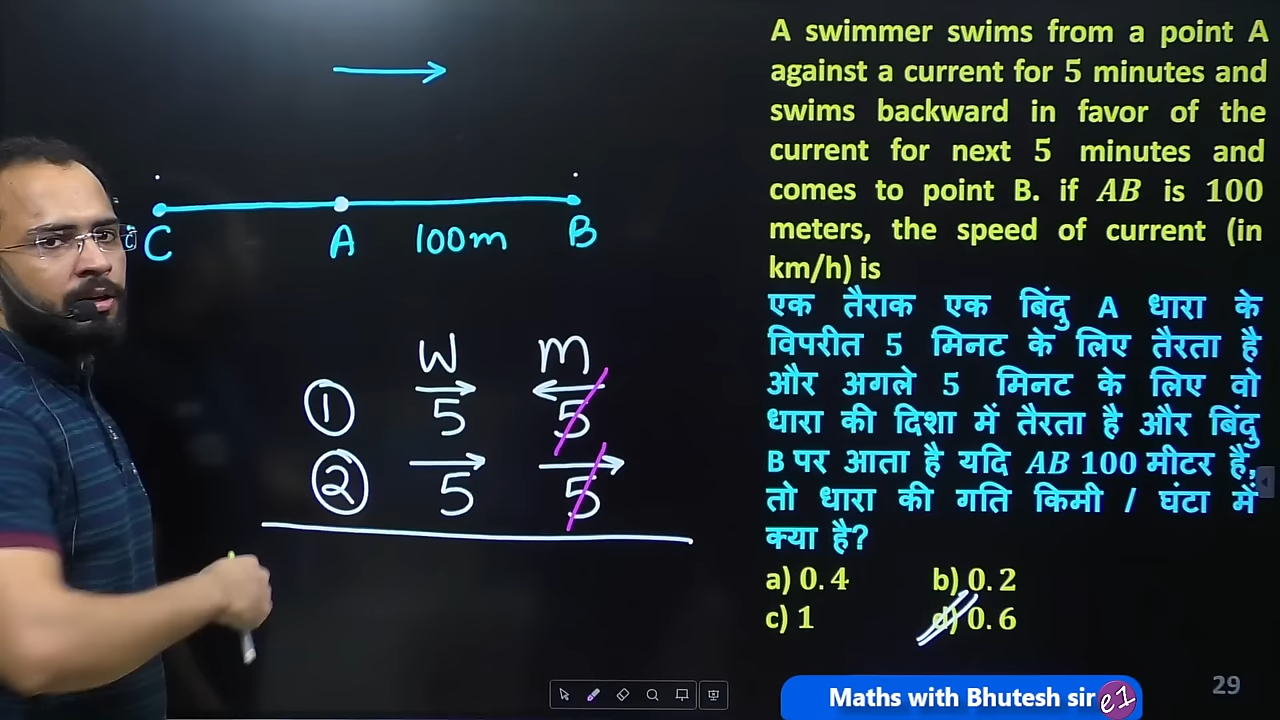 A swimmer swims from a point A
against a current for 5 minutes and
swims backward in favor of the
current for next 5 minutes and
comes to point B. if AB is 100
meters, the speed of current (in
km/h) is
एक तैराक एक बिंदु A धारा के
विपरीत 5 मिनट के लिए तैरता है
और अगले 5 मिनट के लिए वो
धारा की दिशा में तैरता है और बिंदु
B पर आता है यदि AB 100 मीटर है,
तो धारा की गति किमी / घंटा में
क्या है?
a) 0.4 b) 0.2
c) 1 d) 0.6
C A 100m B
W M
① 5 5
② 5 5
Maths with Bhutesh sir e1
29